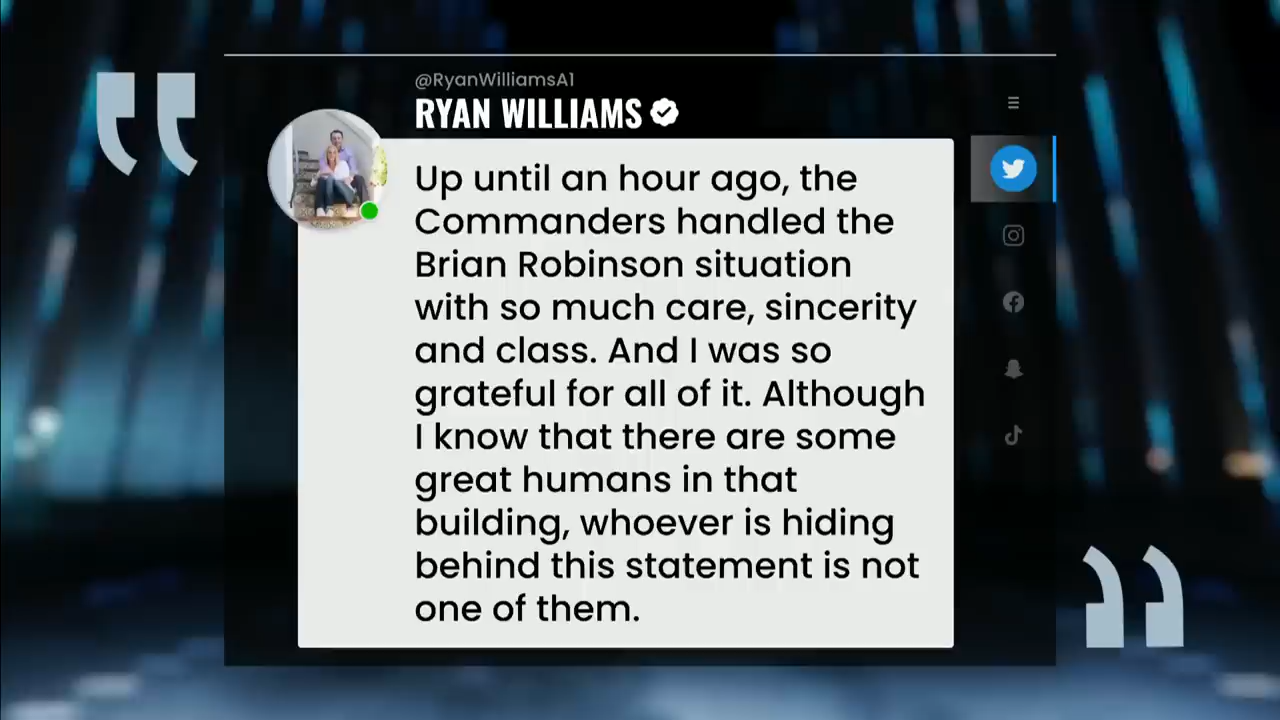 @RyanWilliamsA1
RYAN WILLIAMS
Up until an hour ago, the
Commanders handled the
Brian Robinson situation
with so much care, sincerity
and class. And I was so
grateful for all of it. Although
I know that there are some
great humans in that
building, whoever is hiding
behind this statement is not
one of them.